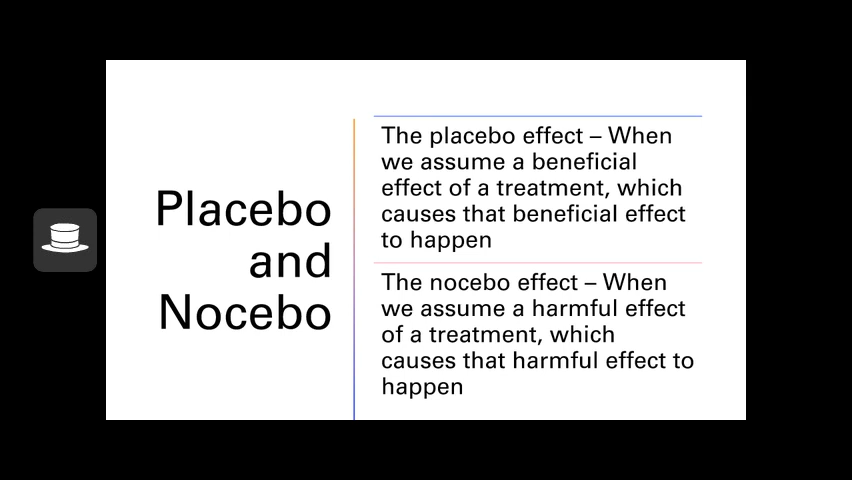 Placebo
and
Nocebo
The placebo effect – When
we assume a beneficial
effect of a treatment, which
causes that beneficial effect
to happen
The nocebo effect – When
we assume a harmful effect
of a treatment, which
causes that harmful effect to
happen